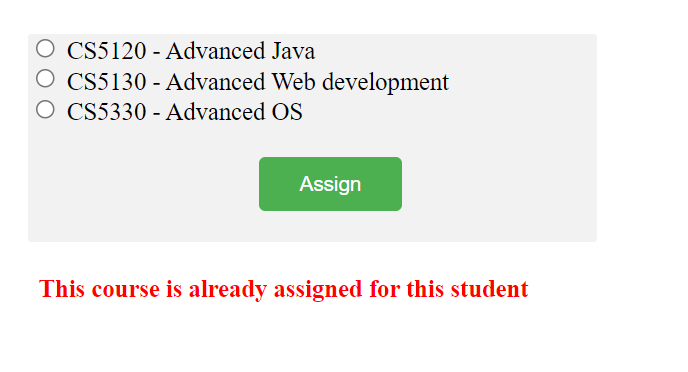 CS5120 - Advanced Java
CS5130 - Advanced Web development
CS5330 - Advanced OS
Assign
This course is already assigned for this student